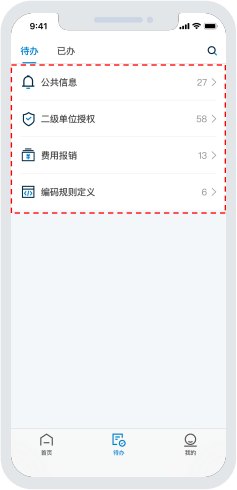 9:41
待办 已办
公共信息 27
二级单位授权 58
费用报销 13
编码规则定义 6
首页 待办 我的